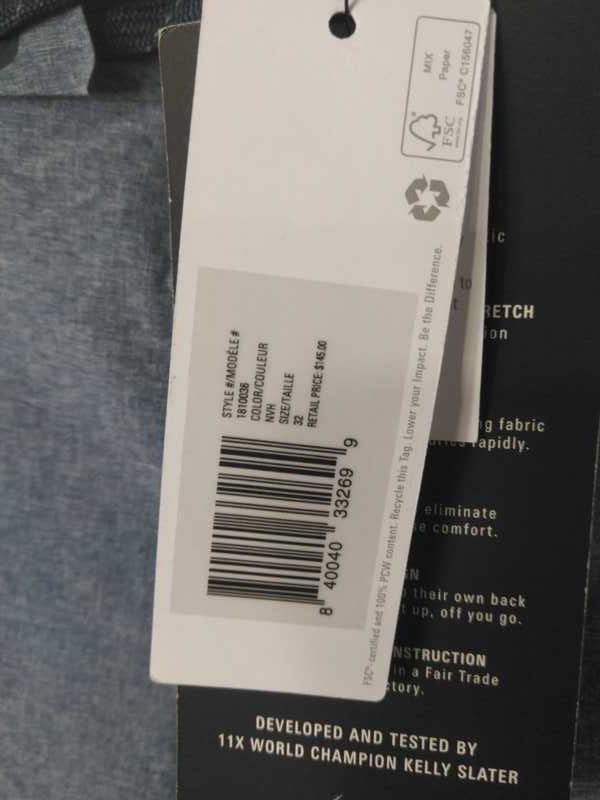 MIX
Paper
FSC
FSC® C156047
STYLE #/MODÈLE #
1810036
COLOR/COULEUR
NVH
SIZE/TAILLE
32
RETAIL PRICE: $145.00
8 40040 33269 9
FSC®-certified and 100% PCW content. Recycle this Tag. Lower your Impact. Be the Difference.
ic
to
t
RETCH
ion
g fabric
rapidly.
eliminate
e comfort.
GN
their own back
t up, off you go.
NSTRUCTION
in a Fair Trade
ctory.
DEVELOPED AND TESTED BY
11X WORLD CHAMPION KELLY SLATER